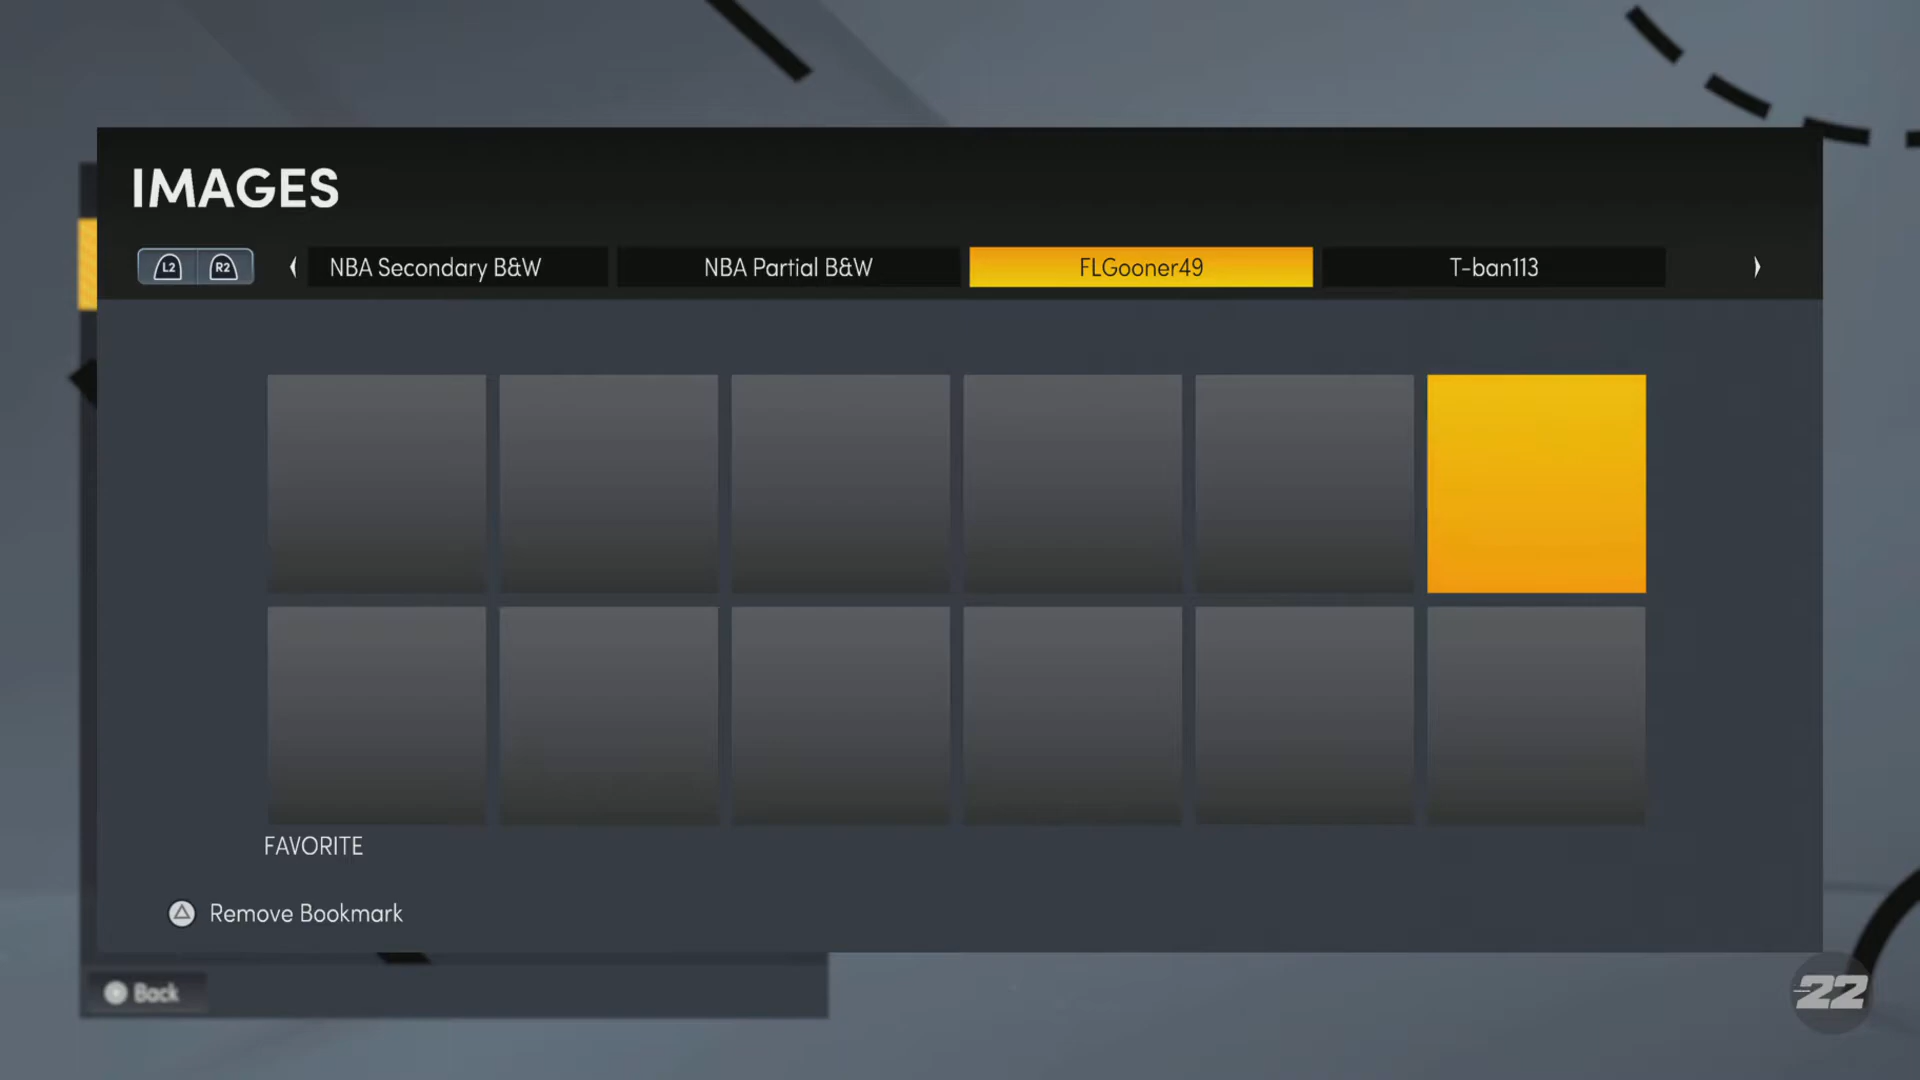 IMAGES
L2 R2 NBA Secondary B&W NBA Partial B&W FLGooner49 T-ban113
FAVORITE
Remove Bookmark
Back
22